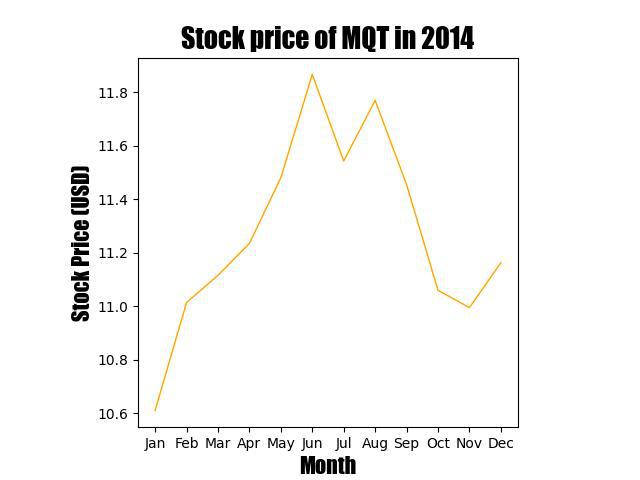 Stock price of MQT in 2014
Stock Price (USD)
11.8
11.6
11.4
11.2
11.0
10.8
10.6
Jan Feb Mar Apr May Jun Jul Aug Sep Oct Nov Dec
Month